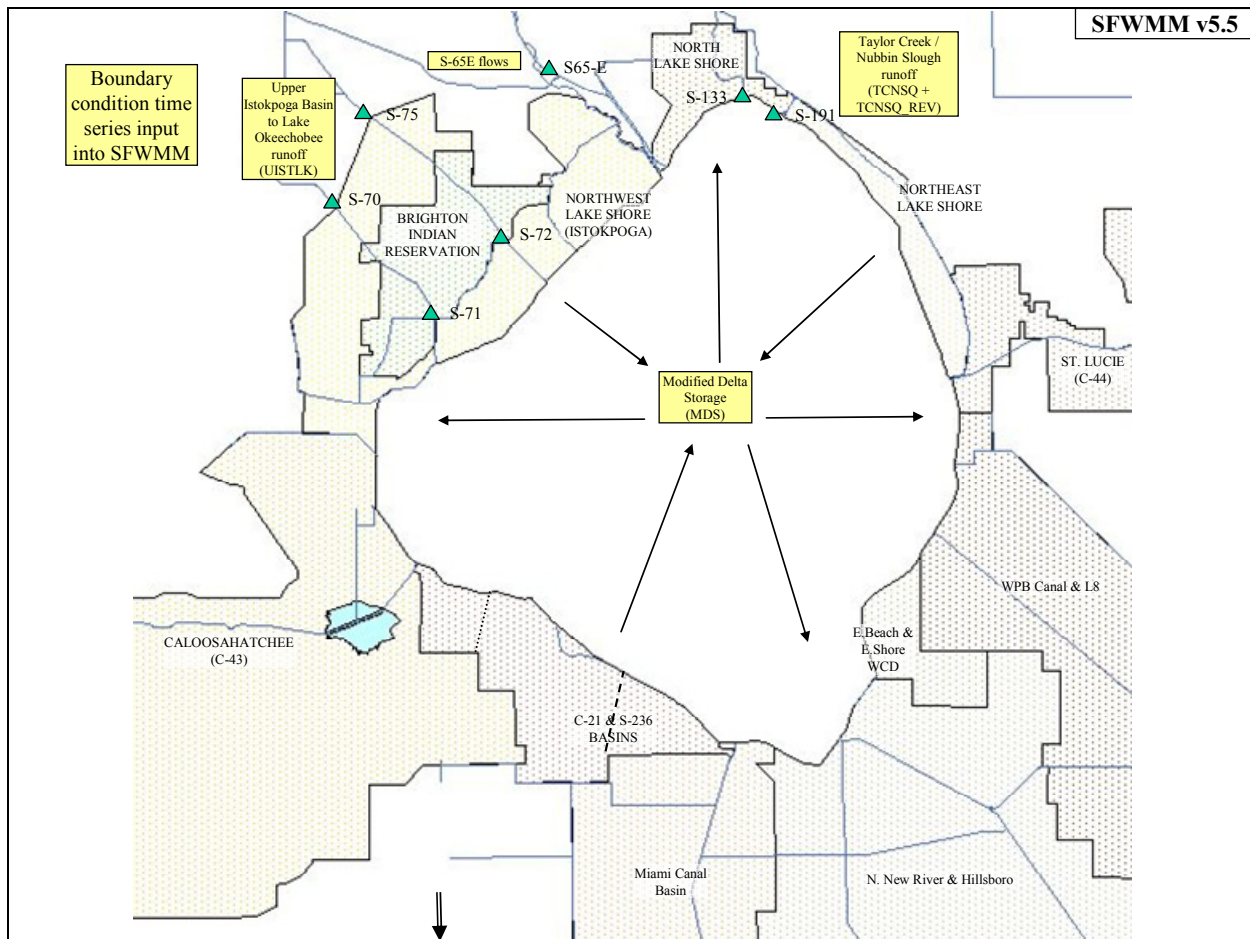 SFWMM v5.5
Boundary
condition time
series input
into SFWMM
Upper
Istokpoga Basin
to Lake
Okeechobee
runoff
(UISTLK)
S-65E flows
S65-E
NORTH
LAKE SHORE
S-133
Taylor Creek /
Nubbin Slough
runoff
(TCNSQ +
TCNSQ_REV)
S-191
S-75
S-70
BRIGHTON
INDIAN
RESERVATION
S-72
NORTHWEST
LAKE SHORE
(ISTOKPOGA)
NORTHEAST
LAKE SHORE
S-71
Modified Delta
Storage
(MDS)
ST. LUCIE
(C-44)
WPB Canal & L8
E.Beach &
E.Shore
WCD
CALOOSAHATCHEE
(C-43)
C-21 & S-236
BASINS
Miami Canal
Basin
N. New River & Hillsboro